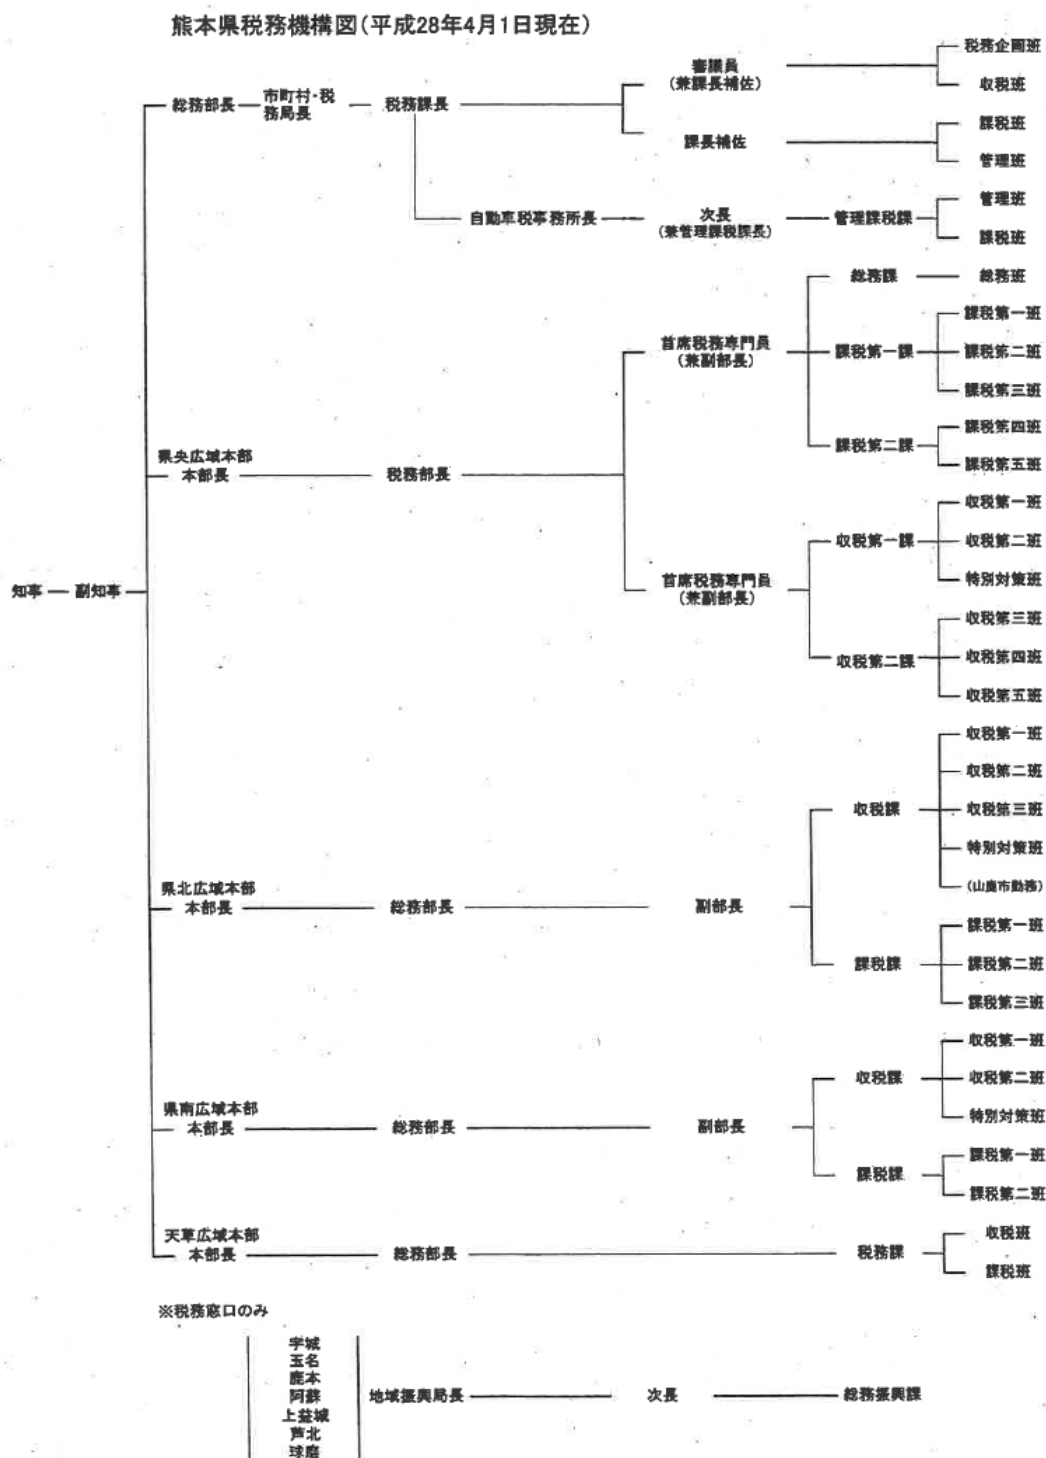 熊本県税務機構図(平成28年4月1日現在)
知事
副知事
総務部長
市町村・税
務局長
税務課長
審議員
(兼課長補佐)
税務企画班
収税班
課長補佐
課税班
管理班
自動車税事務所長
次長
(兼管理課税課長)
管理課税課
管理班
課税班
県央広域本部
本部長
税務部長
首席税務専門員
(兼副部長)
総務課
総務班
課税第一課
課税第一班
課税第二班
課税第三班
課税第二課
課税第四班
課税第五班
首席税務専門員
(兼副部長)
収税第一課
収税第一班
収税第二班
特別対策班
収税第二課
収税第三班
収税第四班
収税第五班
県北広域本部
本部長
総務部長
副部長
収税課
収税第一班
収税第二班
収税第三班
特別対策班
(山鹿市勤務)
課税課
課税第一班
課税第二班
課税第三班
県南広域本部
本部長
総務部長
副部長
収税課
収税第一班
収税第二班
特別対策班
課税課
課税第一班
課税第二班
天草広域本部
本部長
総務部長
税務課
収税班
課税班
※税務窓口のみ
宇城
玉名
鹿本
阿蘇
上益城
芦北
球磨
地域振興局長
次長
総務振興課